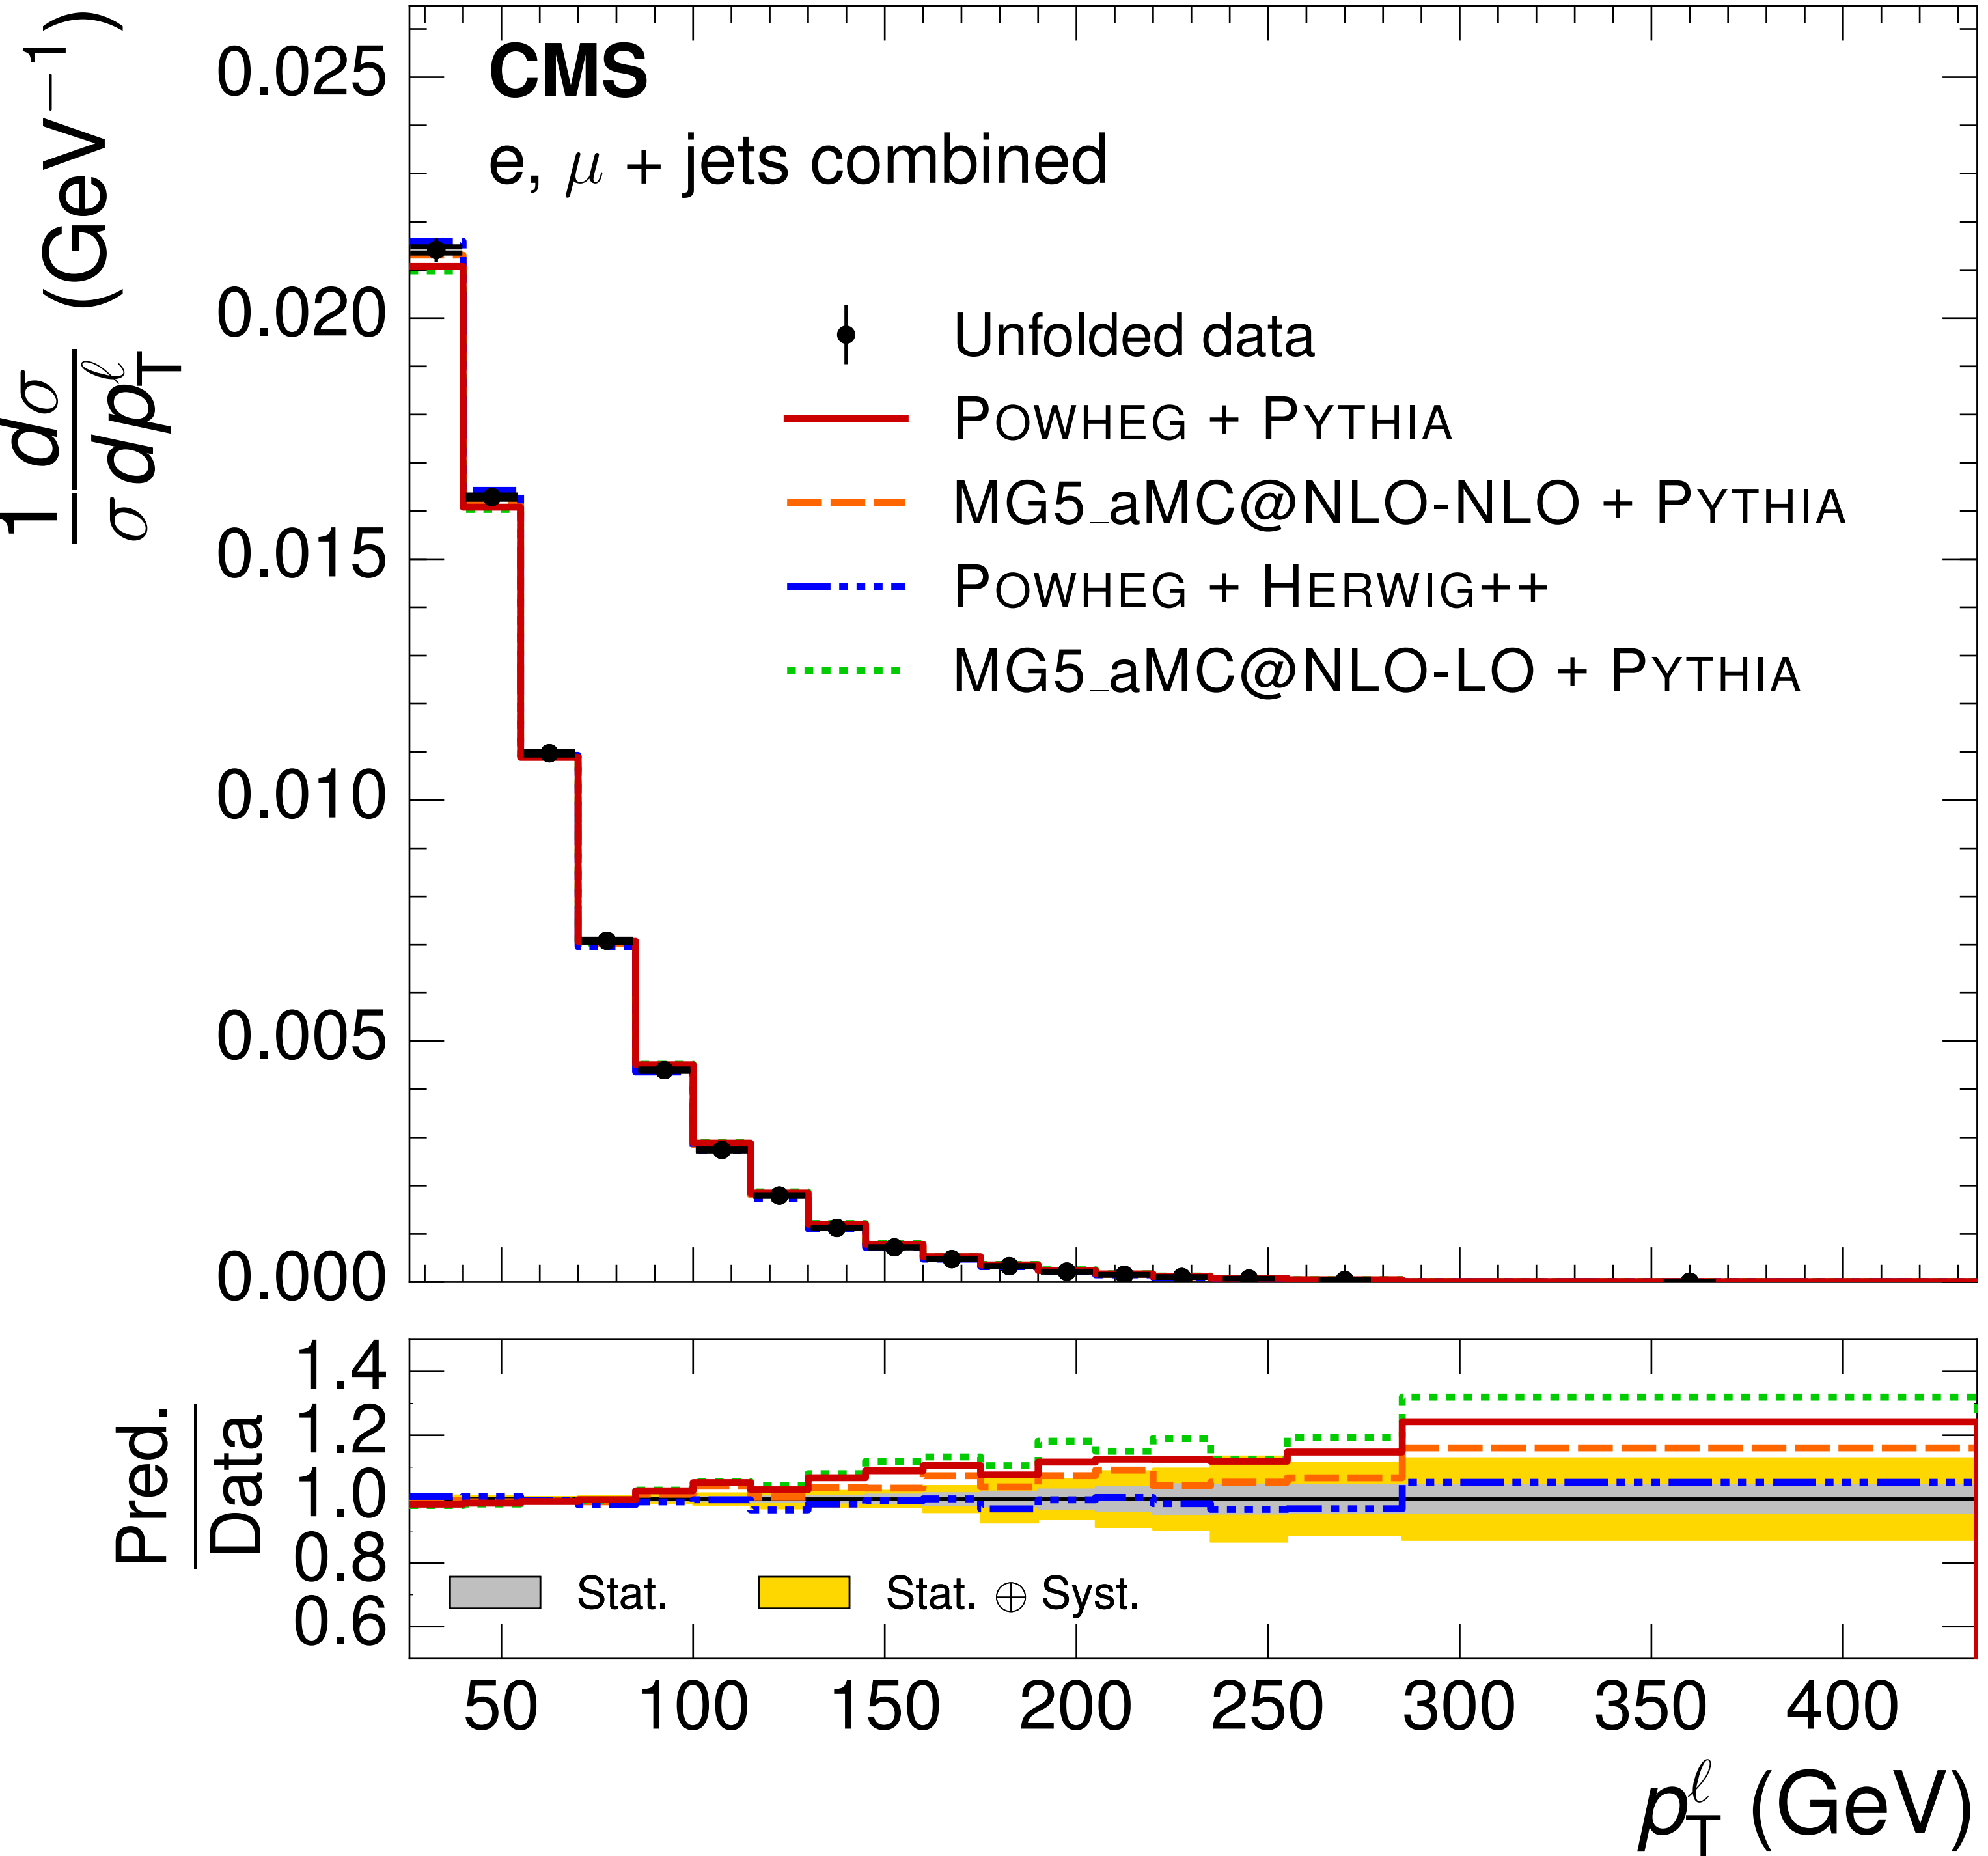 CMS
e, μ + jets combined
1/σ dσ/dp_T^ℓ (GeV⁻¹)
0.025
0.020
0.015
0.010
0.005
0.000
Unfolded data
POWHEG + PYTHIA
MG5_aMC@NLO-NLO + PYTHIA
POWHEG + HERWIG++
MG5_aMC@NLO-LO + PYTHIA
Pred.
Data
1.4
1.2
1.0
0.8
0.6
Stat.
Stat. ⊕ Syst.
50 100 150 200 250 300 350 400
p_T^ℓ (GeV)